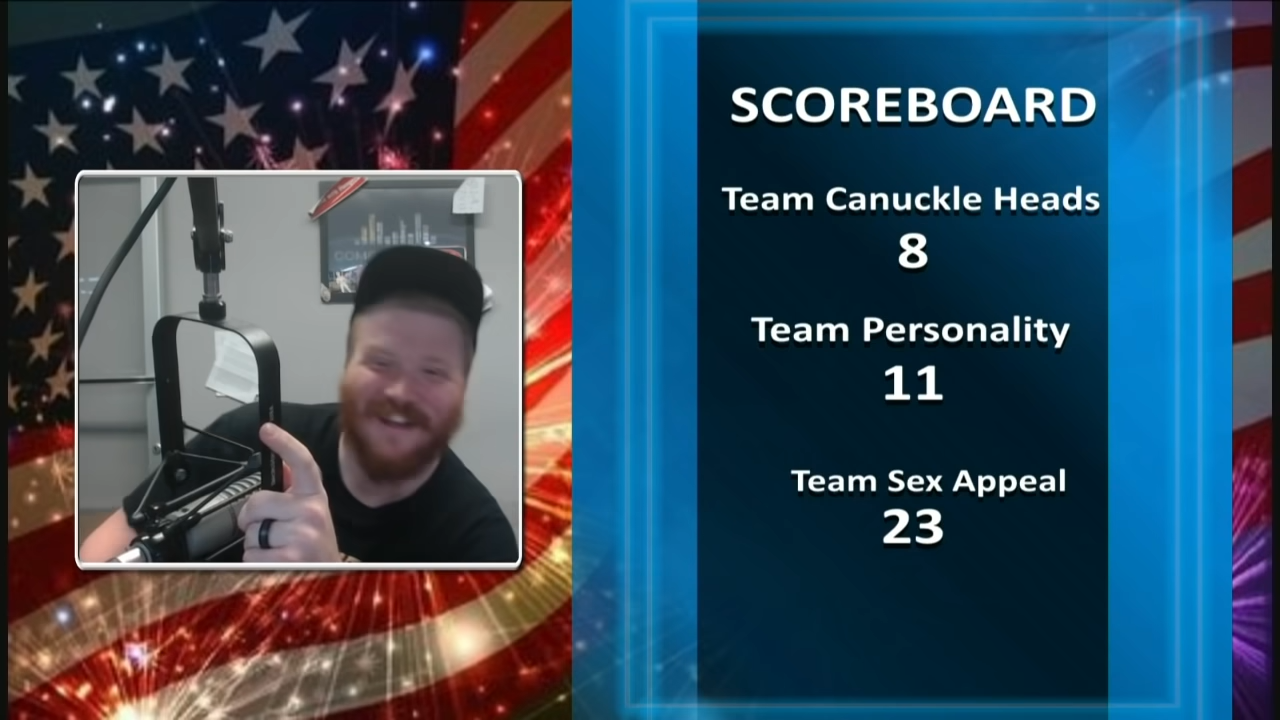 SCOREBOARD
Team Canuckle Heads
8
Team Personality
11
Team Sex Appeal
23